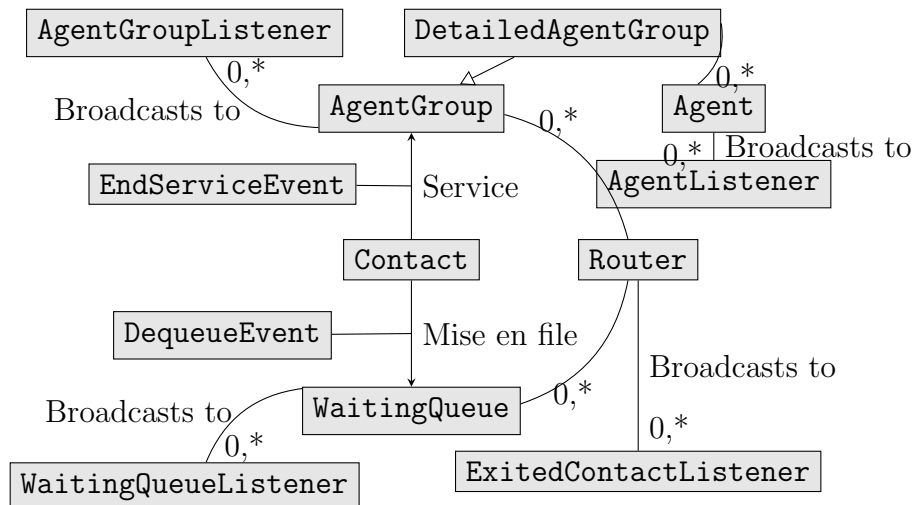 AgentGroupListener
DetailedAgentGroup
0,*
0,*
Broadcasts to
AgentGroup
0,*
Agent
0,*
Broadcasts to
EndServiceEvent
Service
AgentListener
Contact
Router
DequeueEvent
Mise en file
Broadcasts to
Broadcasts to
WaitingQueue
0,*
0,*
0,*
WaitingQueueListener
ExitedContactListener